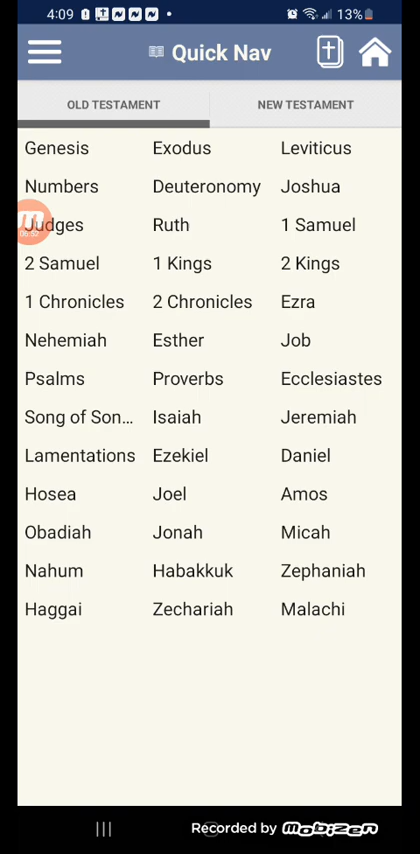 4:09 13%
Quick Nav
OLD TESTAMENT NEW TESTAMENT
Genesis Exodus Leviticus
Numbers Deuteronomy Joshua
Judges Ruth 1 Samuel
06:52
2 Samuel 1 Kings 2 Kings
1 Chronicles 2 Chronicles Ezra
Nehemiah Esther Job
Psalms Proverbs Ecclesiastes
Song of Son... Isaiah Jeremiah
Lamentations Ezekiel Daniel
Hosea Joel Amos
Obadiah Jonah Micah
Nahum Habakkuk Zephaniah
Haggai Zechariah Malachi
Recorded by mobizen